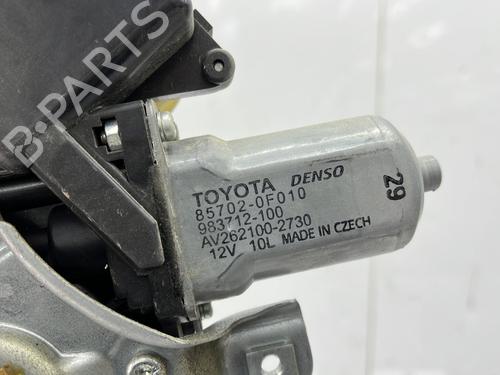 B-PARTS
TOYOTA DENSO
85702-0F010
983712-100
AV262100-2730
12V 10L MADE IN CZECH
29